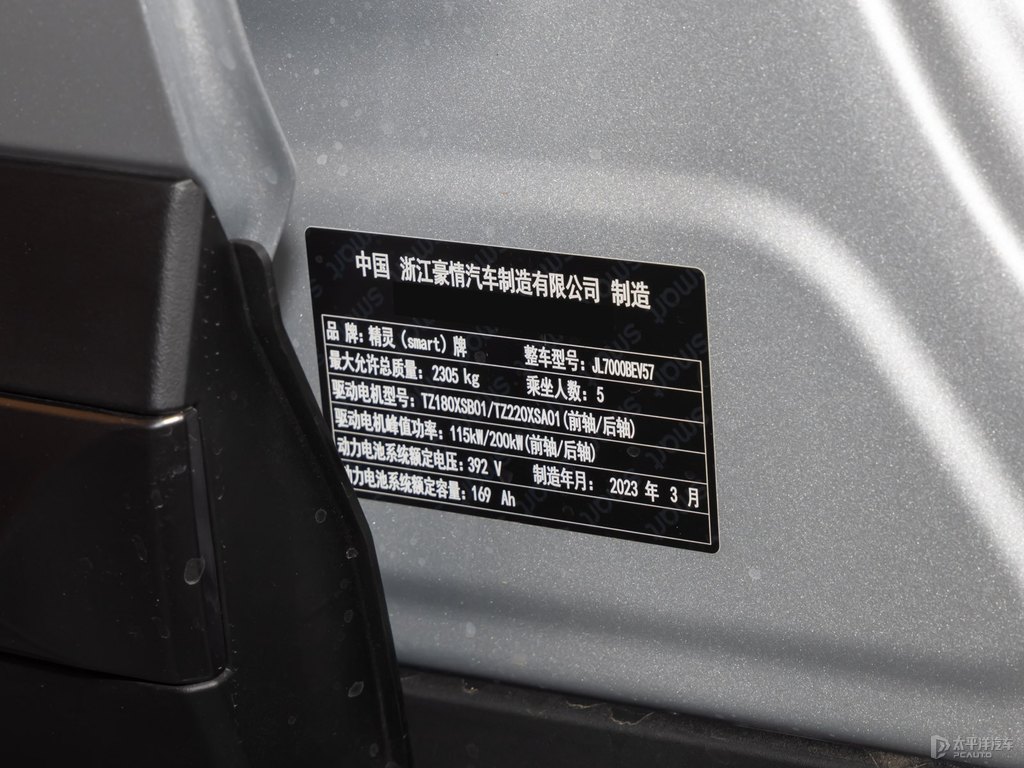 中国 浙江豪情汽车制造有限公司 制造
品 牌：精灵（smart）牌 整车型号：JL7000BEV57
最大允许总质量：2305 kg 乘坐人数：5
驱动电机型号：TZ180XSB01/TZ220XSA01(前轴/后轴)
驱动电机峰值功率：115kW/200kW(前轴/后轴)
动力电池系统额定电压：392 V 制造年月： 2023 年 3 月
动力电池系统额定容量：169 Ah
太平洋汽车
PCAUTO